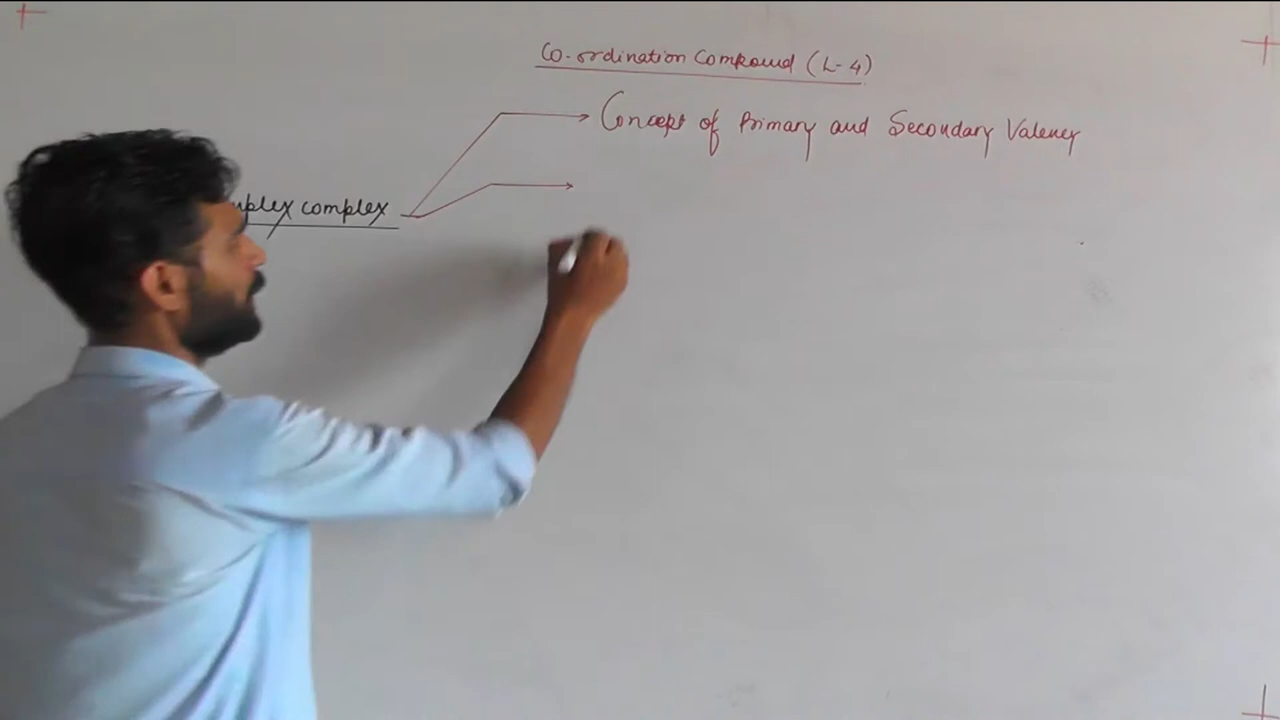 Co-ordination Compound (L-4)
Concept of Primary and Secondary Valency
complex